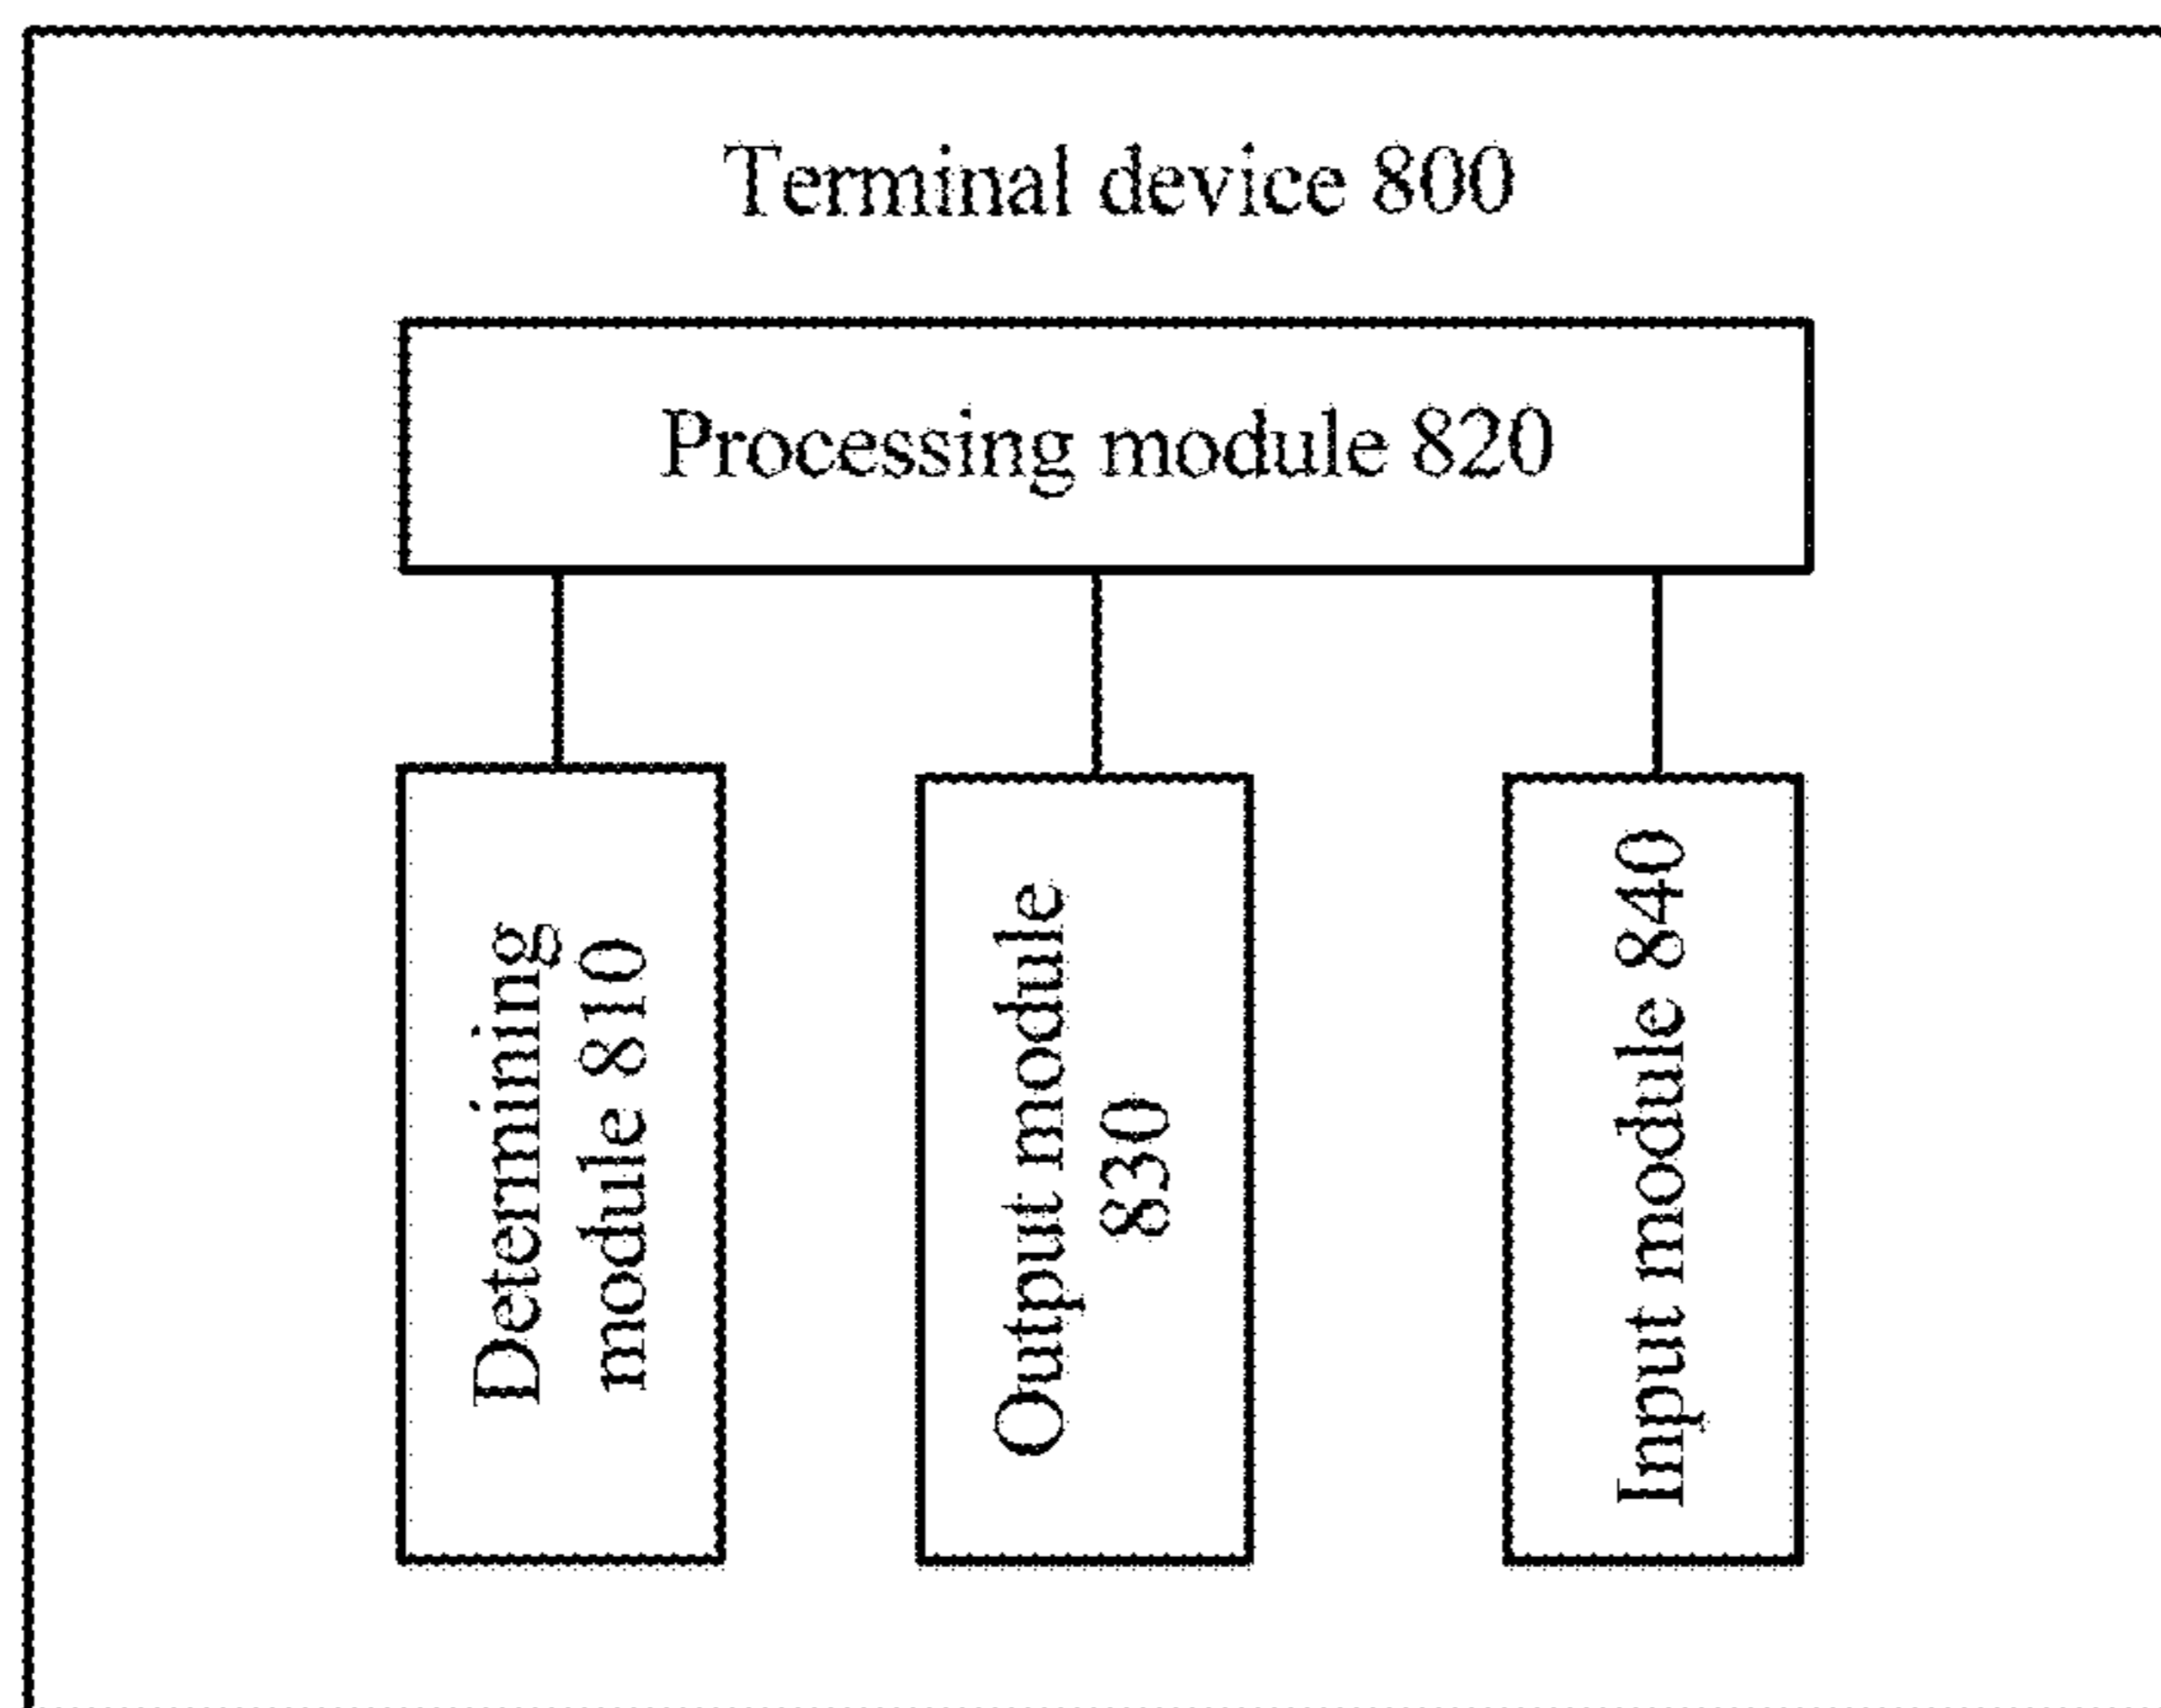 Terminal device 800
Processing module 820
Determining
module 810
Output module
830
Input module 840